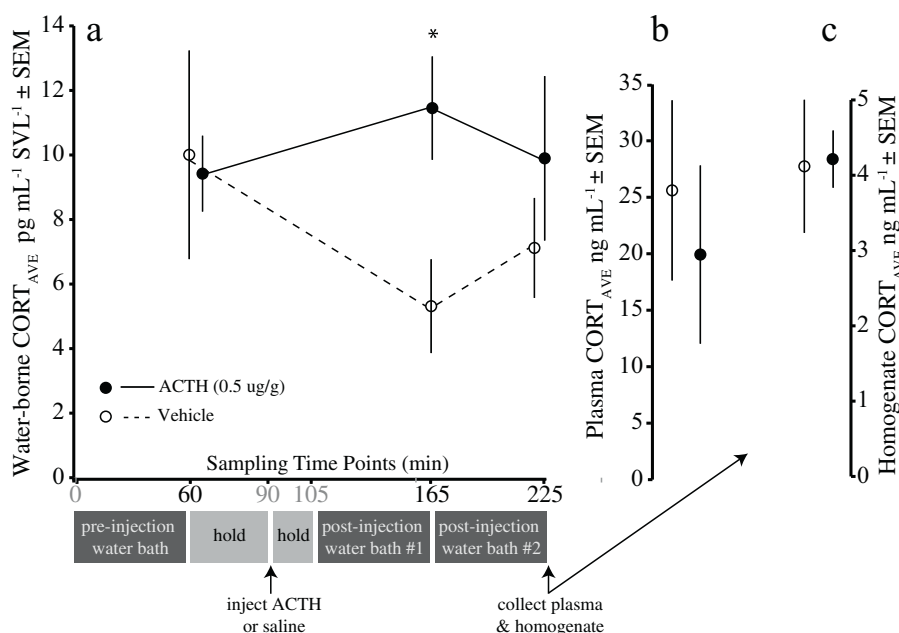 a
b
c
*
Water-borne CORT_AVE pg mL⁻¹ SVL⁻¹ ± SEM
14
12
10
8
6
4
2
0
ACTH (0.5 ug/g)
Vehicle
Sampling Time Points (min)
0 60 90 105 165 225
pre-injection
water bath
hold
hold
post-injection
water bath #1
post-injection
water bath #2
inject ACTH
or saline
collect plasma
& homogenate
Plasma CORT_AVE ng mL⁻¹ ± SEM
35
30
25
20
15
10
5
0
Homogenate CORT_AVE ng mL⁻¹ ± SEM
5
4
3
2
1
0